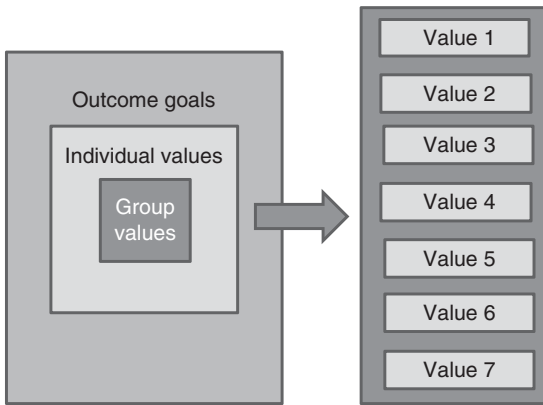 Outcome goals
Individual values
Group
values
Value 1
Value 2
Value 3
Value 4
Value 5
Value 6
Value 7